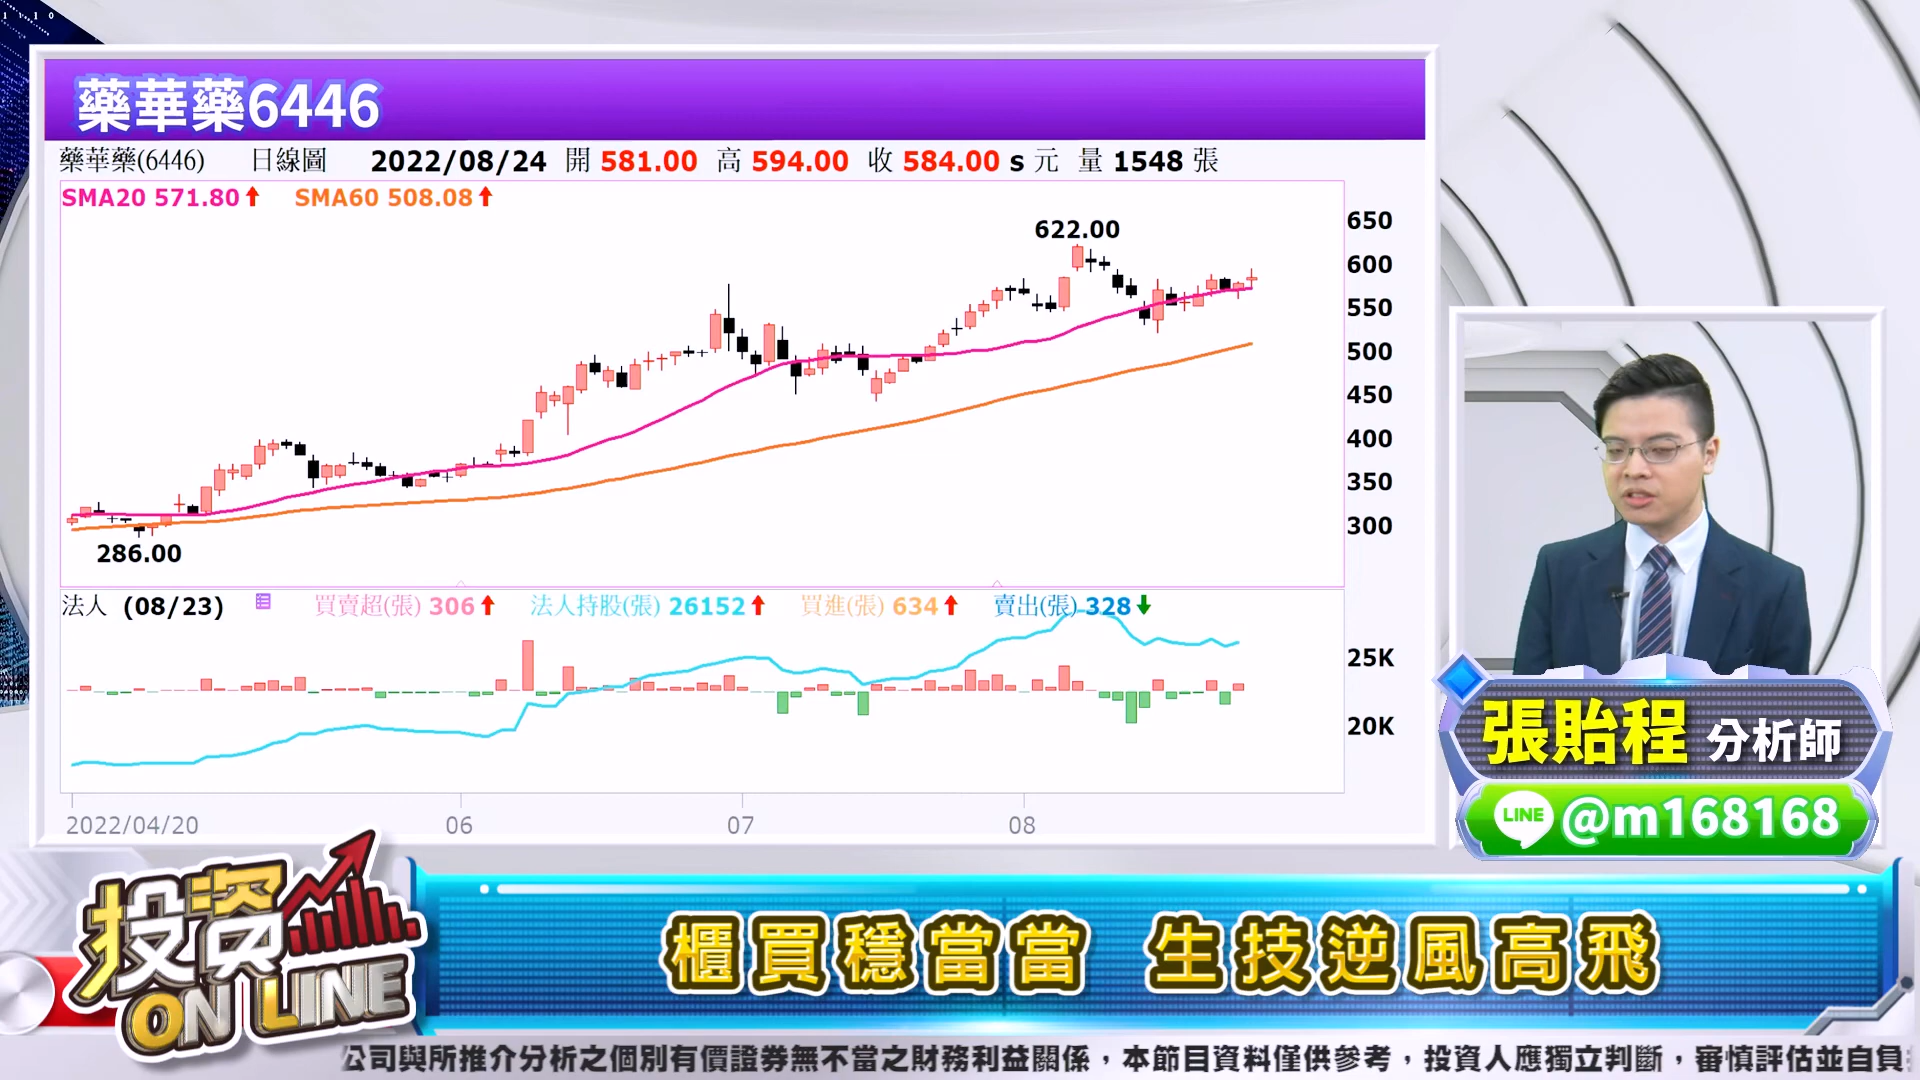 藥華藥6446
藥華藥(6446) 日線圖 2022/08/24 開 581.00 高 594.00 收 584.00 s 元 量 1548 張
SMA20 571.80 SMA60 508.08
622.00
286.00
650
600
550
500
450
400
350
300
法人 (08/23) 買賣超(張) 306 法人持股(張) 26152 買進(張) 634 賣出(張) 328
25K
20K
2022/04/20 06 07 08
張貽程 分析師
LINE @m168168
投資
ON LINE
櫃買穩當當 生技逆風高飛
公司與所推介分析之個別有價證券無不當之財務利益關係，本節目資料僅供參考，投資人應獨立判斷，審慎評估並自負